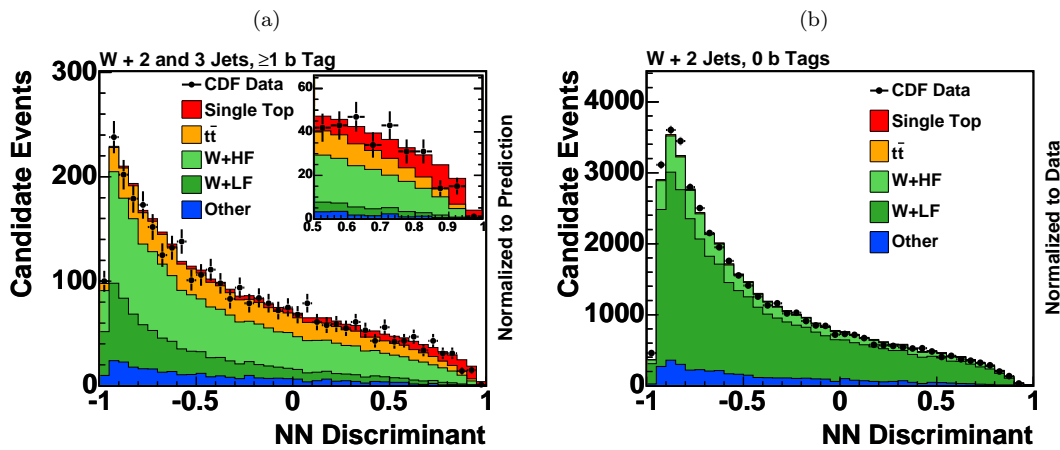 (a)
W + 2 and 3 Jets, ≥1 b Tag
Candidate Events
300
200
100
0
CDF Data
Single Top
tt̄
W+HF
W+LF
Other
60
40
20
0
0.5 0.6 0.7 0.8 0.9 1
-1 -0.5 0 0.5 1
NN Discriminant
Normalized to Prediction
(b)
W + 2 Jets, 0 b Tags
Candidate Events
4000
3000
2000
1000
0
CDF Data
Single Top
tt̄
W+HF
W+LF
Other
-1 -0.5 0 0.5 1
NN Discriminant
Normalized to Data